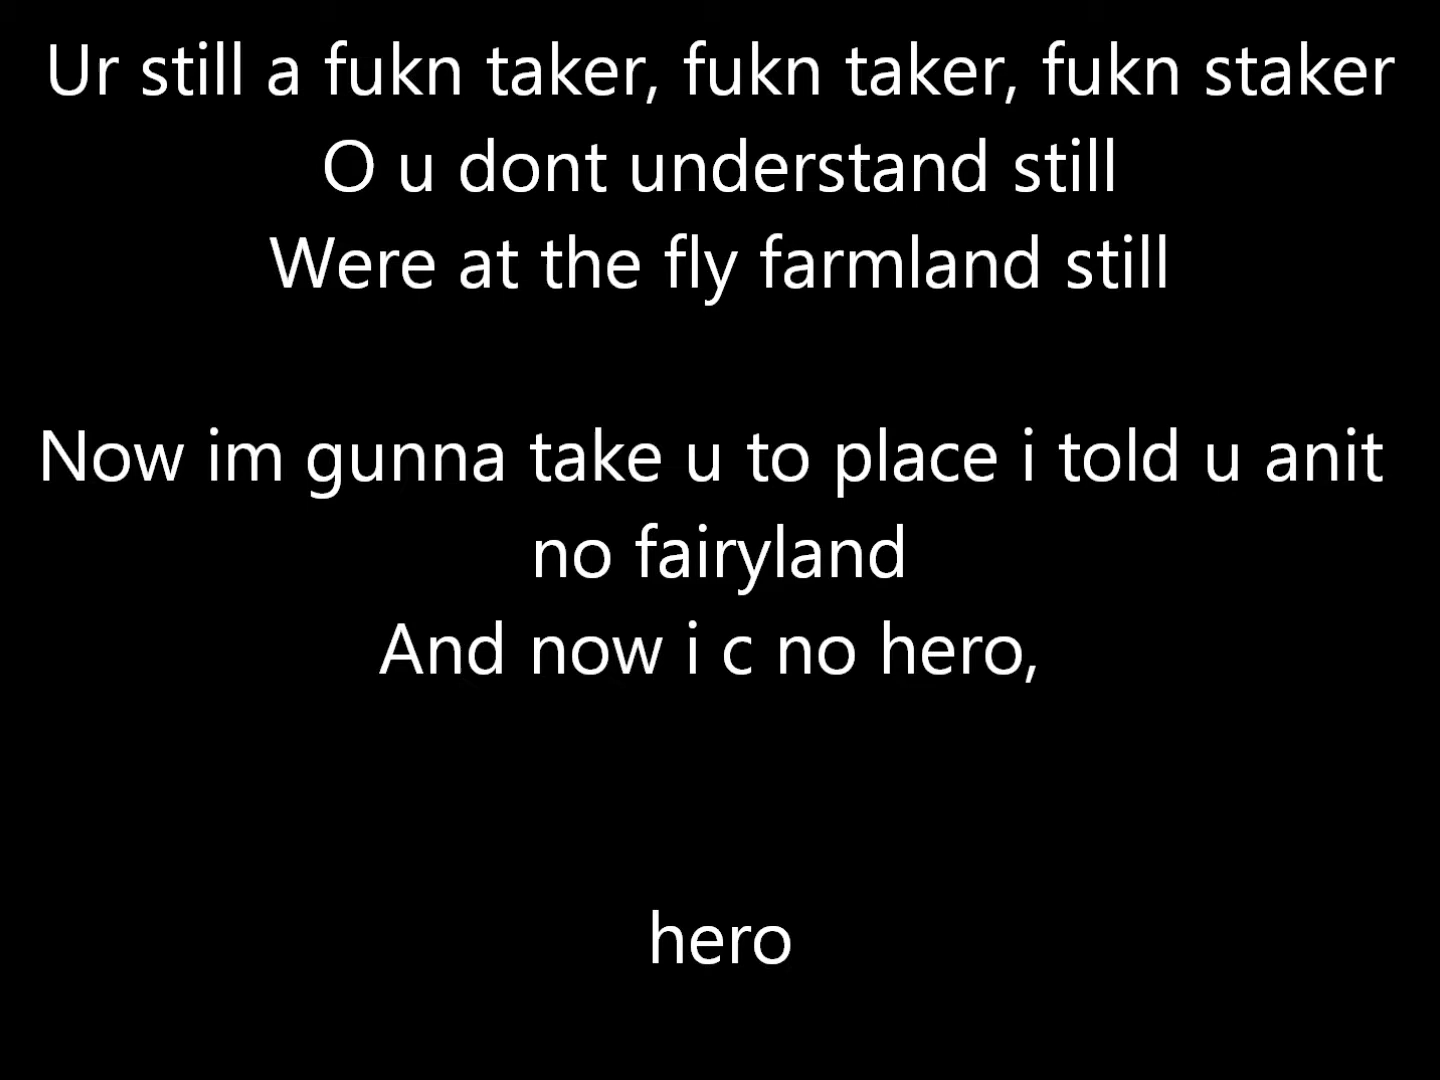 Ur still a fukn taker, fukn taker, fukn staker
O u dont understand still
Were at the fly farmland still
Now im gunna take u to place i told u anit
no fairyland
And now i c no hero,
hero